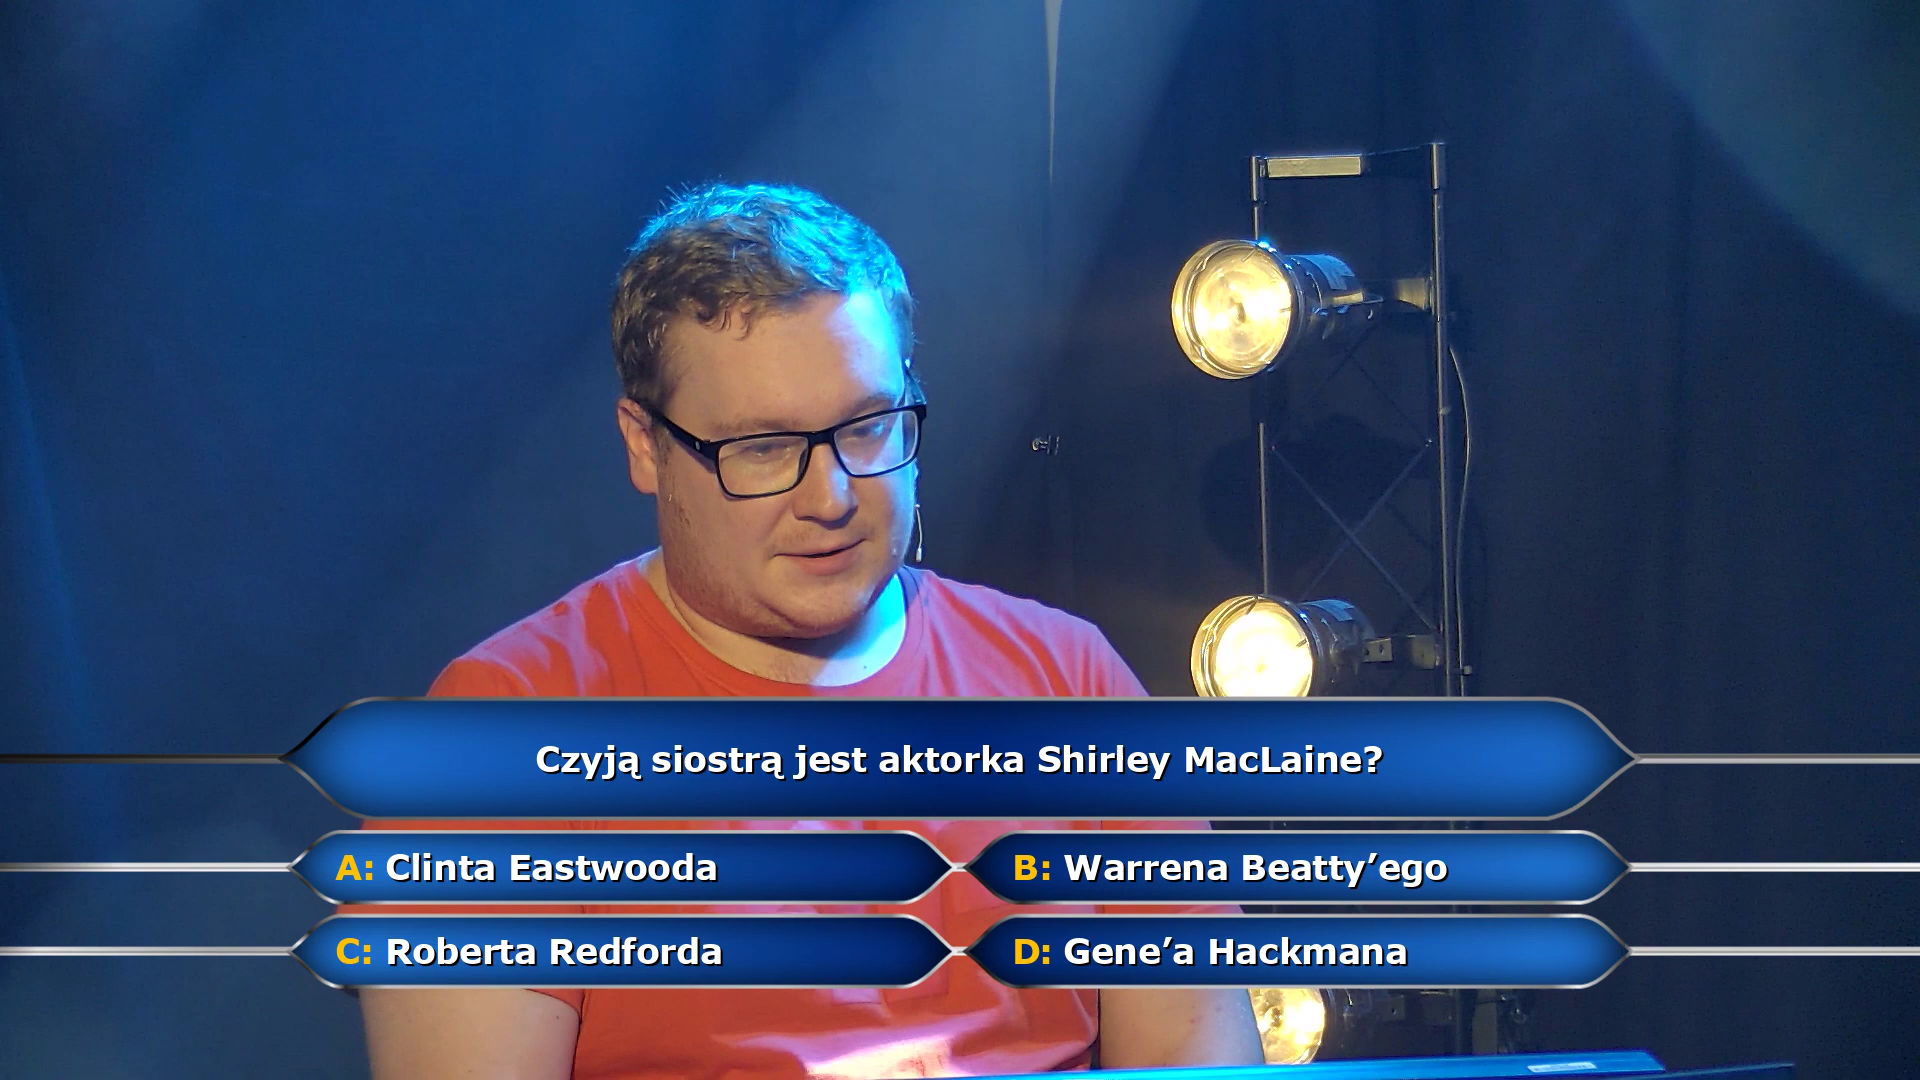 Czyją siostrą jest aktorka Shirley MacLaine?
A: Clinta Eastwooda
B: Warrena Beatty’ego
C: Roberta Redforda
D: Gene’a Hackmana